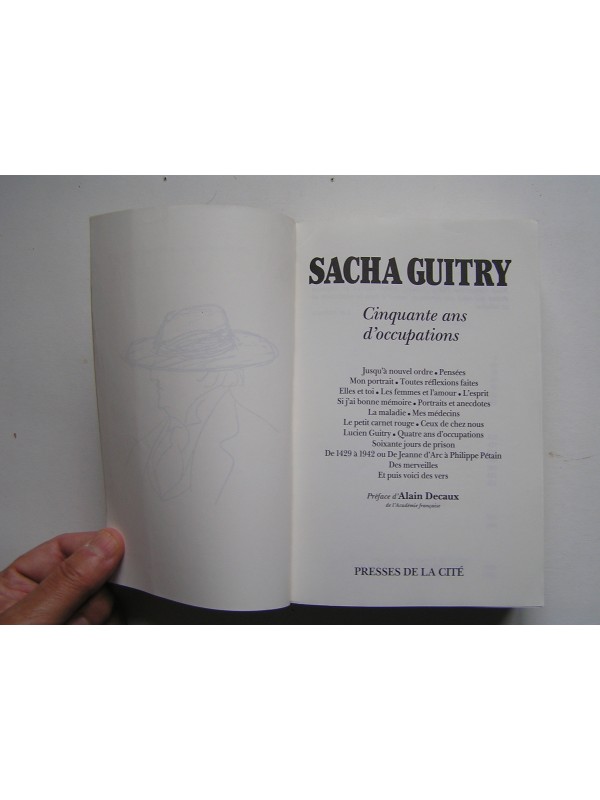 SACHA GUITRY
Cinquante ans
d'occupations
Jusqu'à nouvel ordre • Pensées
Mon portrait • Toutes réflexions faites
Elles et toi • Les femmes et l'amour • L'esprit
Si j'ai bonne mémoire • Portraits et anecdotes
La maladie • Mes médecins
Le petit carnet rouge • Ceux de chez nous
Lucien Guitry • Quatre ans d'occupations
Soixante jours de prison
De 1429 à 1942 ou De Jeanne d'Arc à Philippe Pétain
Des merveilles
Et puis voici des vers
Préface d'Alain Decaux
de l'Académie française
PRESSES DE LA CITÉ